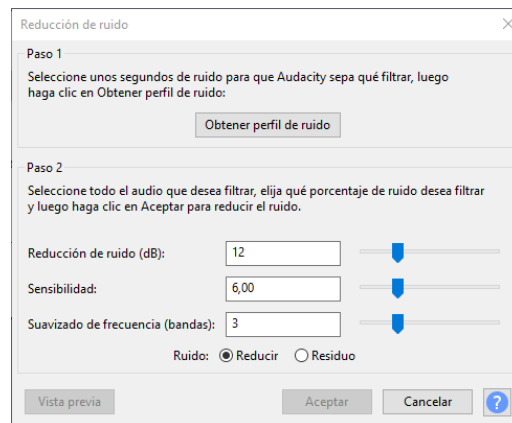 Reducción de ruido
Paso 1
Seleccione unos segundos de ruido para que Audacity sepa qué filtrar, luego
haga clic en Obtener perfil de ruido:
Obtener perfil de ruido
Paso 2
Seleccione todo el audio que desea filtrar, elija qué porcentaje de ruido desea filtrar
y luego haga clic en Aceptar para reducir el ruido.
Reducción de ruido (dB): 12
Sensibilidad: 6,00
Suavizado de frecuencia (bandas): 3
Ruido: Reducir Residuo
Vista previa Aceptar Cancelar ?